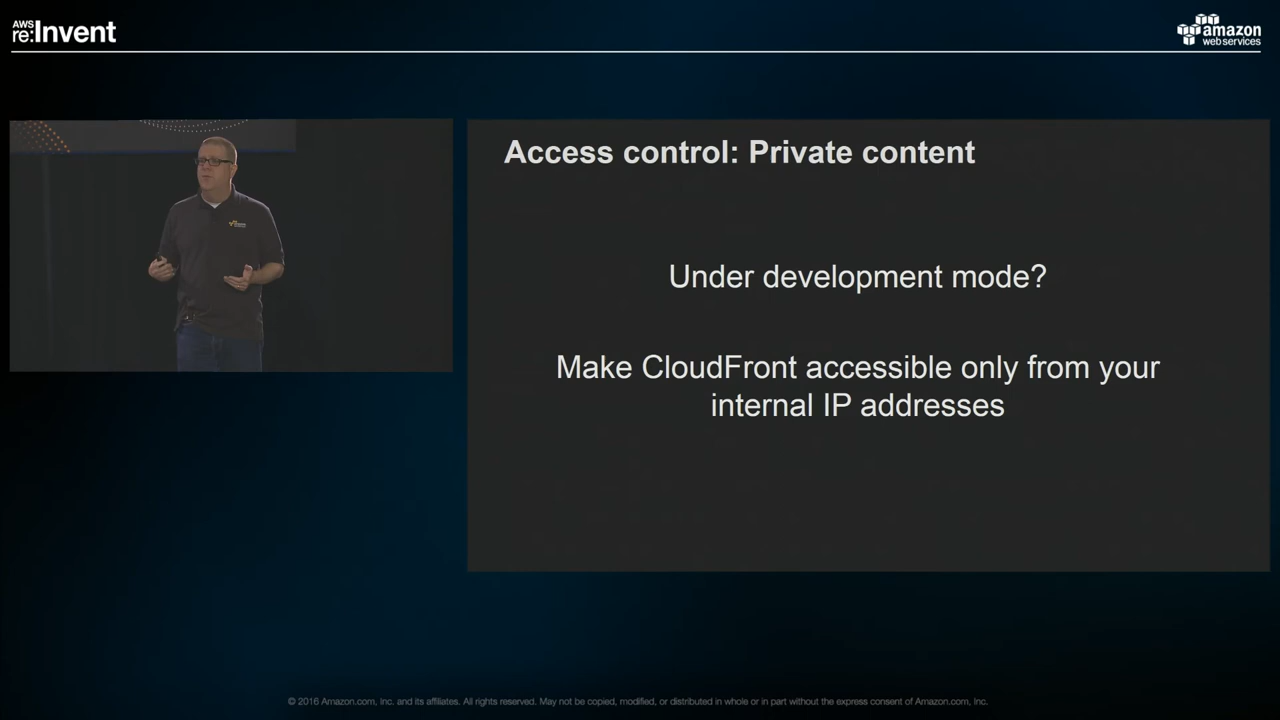 AWS
re:Invent
amazon
web services
Access control: Private content
Under development mode?
Make CloudFront accessible only from your
internal IP addresses
© 2016 Amazon.com, Inc. and its affiliates. All rights reserved. May not be copied, modified, or distributed in whole or in part without the express consent of Amazon.com, Inc.